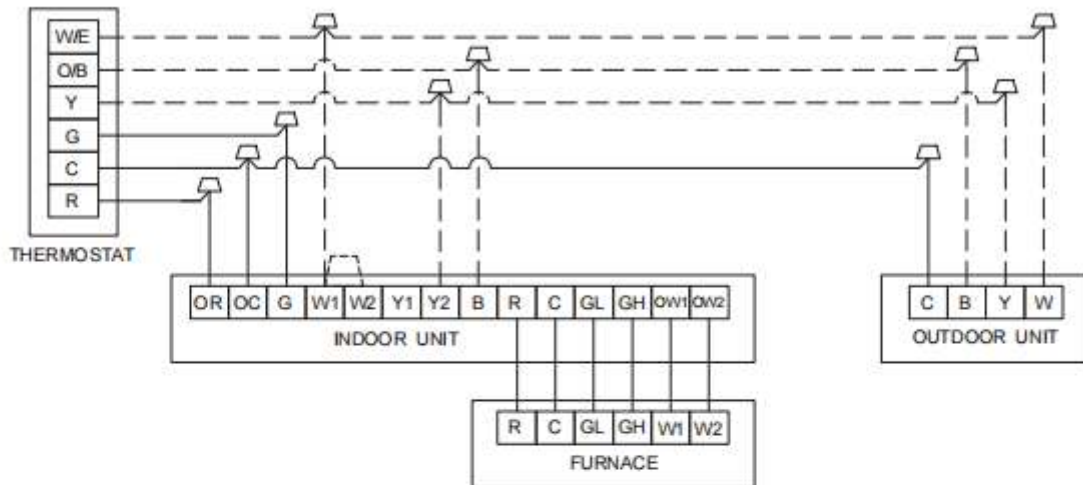 W/E
O/B
Y
G
C
R
THERMOSTAT
OR OC G W1 W2 Y1 Y2 B R C GL GH OW1 OW2
INDOOR UNIT
C B Y W
OUTDOOR UNIT
R C GL GH W1 W2
FURNACE